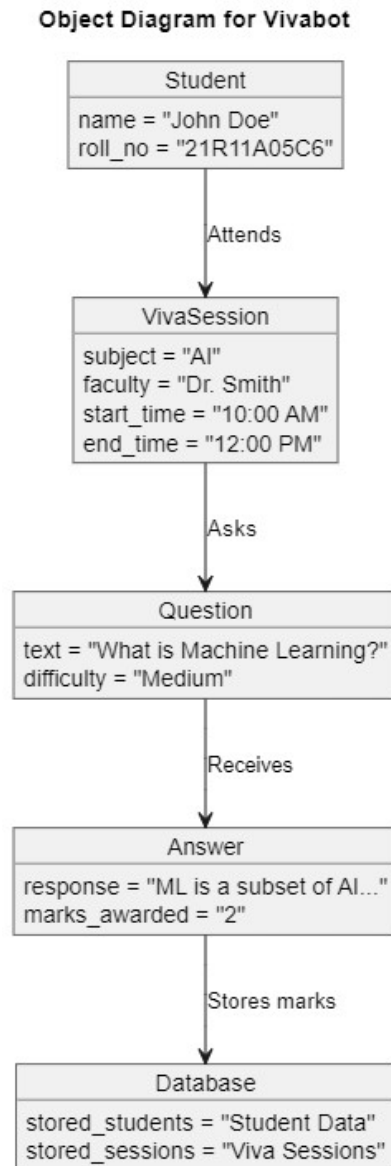 Object Diagram for Vivabot
Student
name = "John Doe"
roll_no = "21R11A05C6"
Attends
VivaSession
subject = "AI"
faculty = "Dr. Smith"
start_time = "10:00 AM"
end_time = "12:00 PM"
Asks
Question
text = "What is Machine Learning?"
difficulty = "Medium"
Receives
Answer
response = "ML is a subset of AI..."
marks_awarded = "2"
Stores marks
Database
stored_students = "Student Data"
stored_sessions = "Viva Sessions"